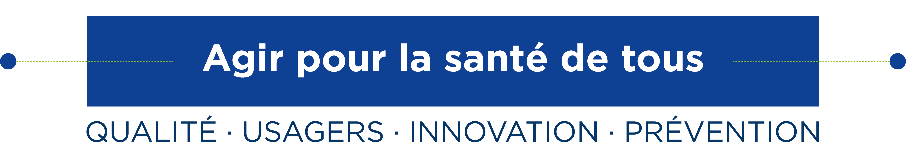 Agir pour la santé de tous
QUALITÉ · USAGERS · INNOVATION · PRÉVENTION